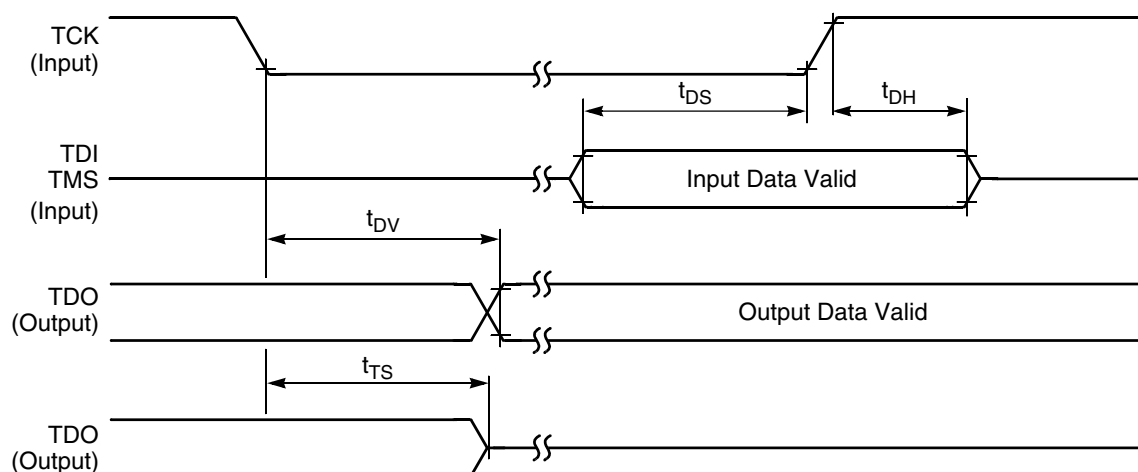 TCK
(Input)
tDS
tDH
TDI
TMS
(Input)
Input Data Valid
tDV
TDO
(Output)
Output Data Valid
tTS
TDO
(Output)